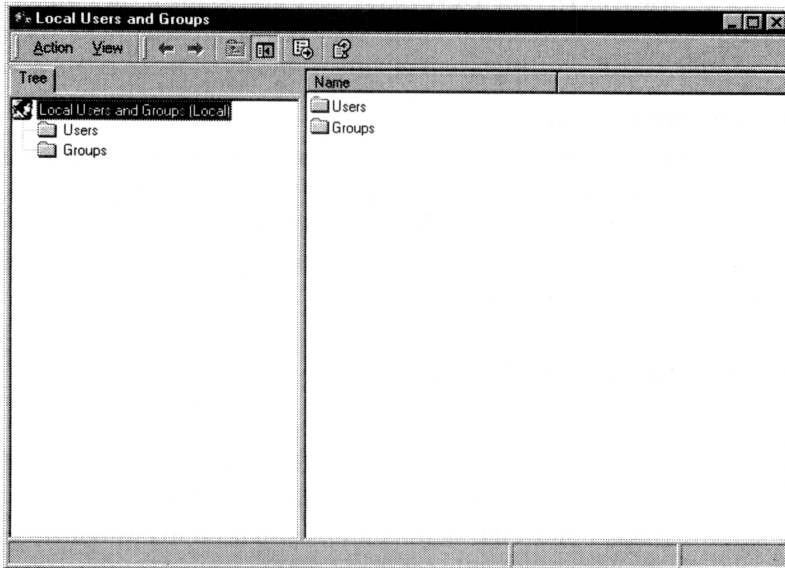 Local Users and Groups
Action View
Tree
Name
Local Users and Groups (Local)
Users
Groups
Users
Groups